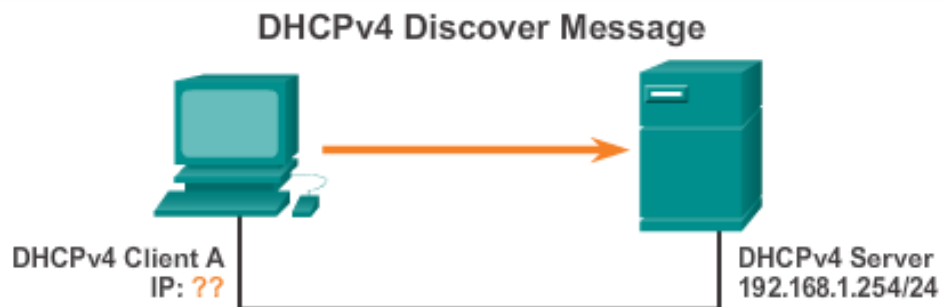 DHCPv4 Discover Message
DHCPv4 Client A
IP: ??
DHCPv4 Server
192.168.1.254/24